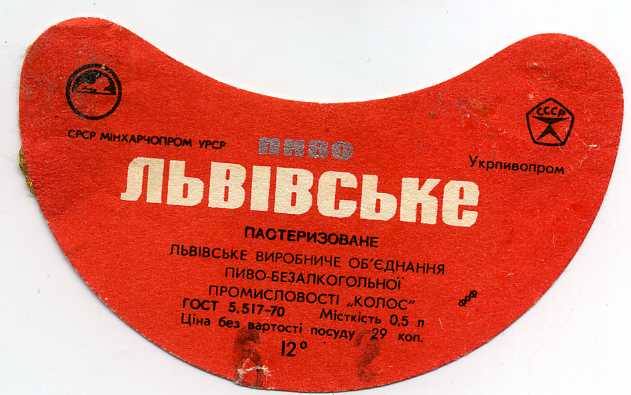 СССР
СРСР МІНХАРЧОПРОМ УРСР
Укрпивопром
ПИВО
ЛЬВІВСЬКЕ
ПАСТЕРИЗОВАНЕ
ЛЬВІВСЬКЕ ВИРОБНИЧЕ ОБ'ЄДНАННЯ
ПИВО-БЕЗАЛКОГОЛЬНОЇ
ПРОМИСЛОВОСТІ „КОЛОС"
ГОСТ 5.517-70 Місткість 0,5 л
Ціна без вартості посуду 29 коп.
12°